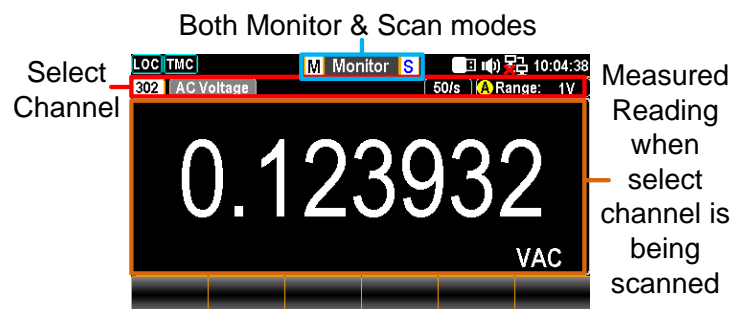 Both Monitor & Scan modes
Select
Channel
LOC TMC M Monitor S 10:04:38
302 AC Voltage 50/s A Range: 1V
0.123932
VAC
Measured
Reading
when
select
channel is
being
scanned